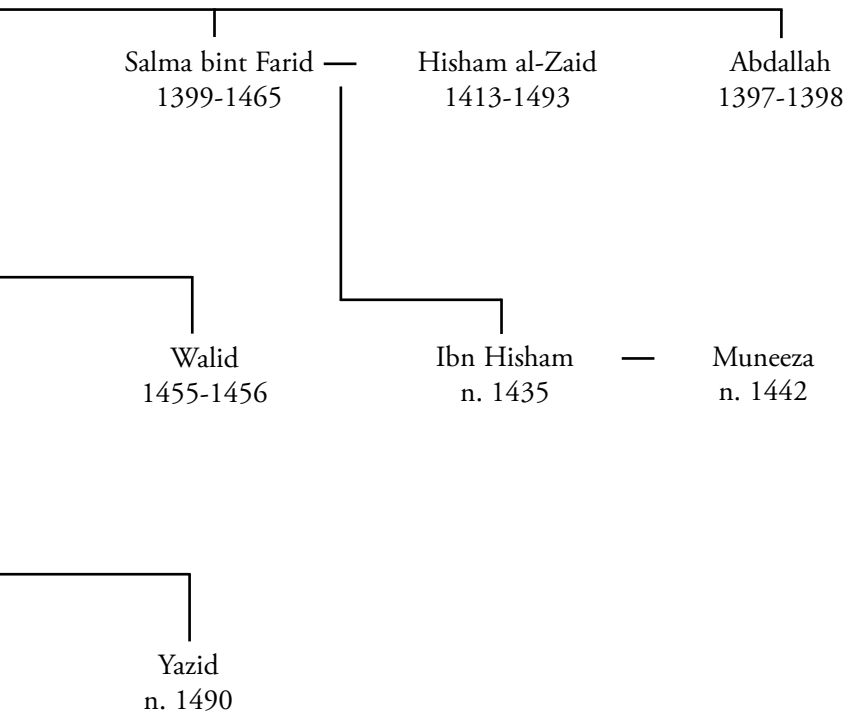 Salma bint Farid
1399-1465
Hisham al-Zaid
1413-1493
Abdallah
1397-1398
Walid
1455-1456
Ibn Hisham
n. 1435
Muneeza
n. 1442
Yazid
n. 1490